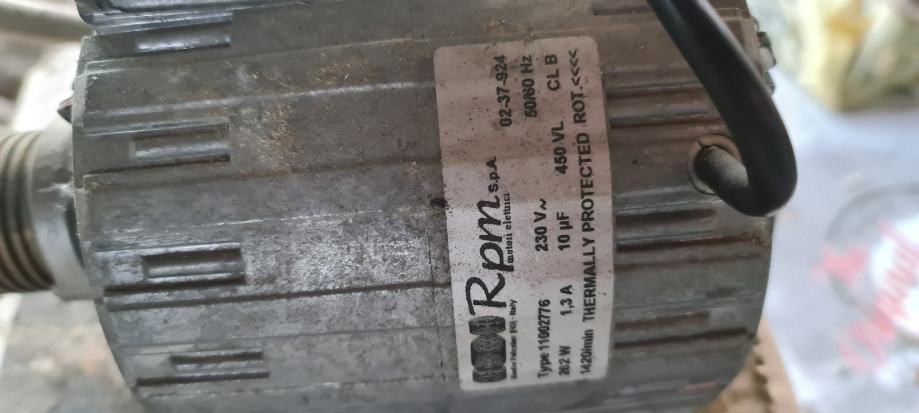 Rpm s.p.A.
motori elettrici
02-37-924
Italy
Type 11002776
230 V~
50/60 Hz
262 W
1,3 A
10 µF
450 VL
CL B
1420/min THERMALLY PROTECTED ROT.<<<<